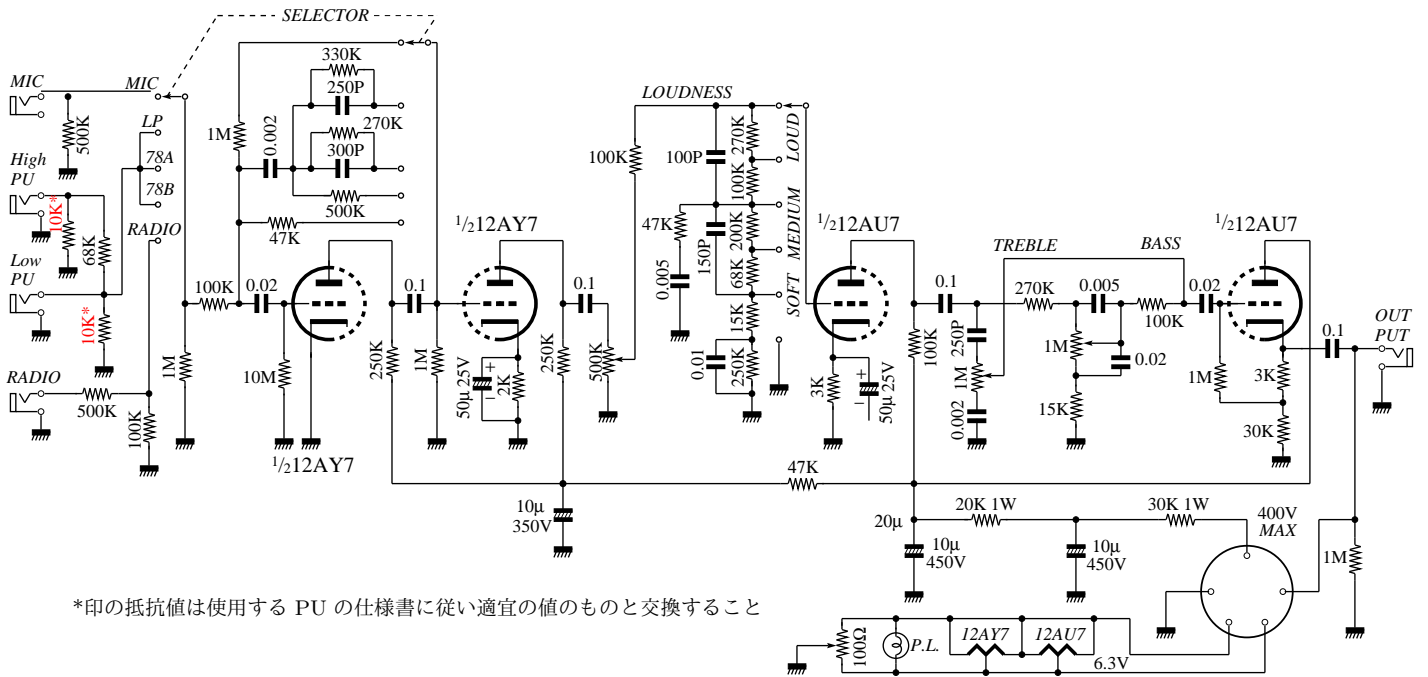 SELECTOR
MIC
MIC
500K
LP
High
PU
78A
78B
10K*
68K
RADIO
Low
PU
10K*
RADIO
500K
100K
1M
100K
1M
0.002
330K
250P
270K
300P
500K
47K
0.02
10M
1/212AY7
250K
0.1
1M
1/212AY7
50μ 25V
+
−
2K
250K
0.1
500K
LOUDNESS
100K
100P
270K
100K
LOUD
47K
150P
200K
MEDIUM
0.005
68K
SOFT
15K
0.01
250K
1/212AU7
3K
+
−
50μ 25V
100K
0.1
TREBLE
BASS
250P
1M
0.002
270K
0.005
100K
1M
0.02
15K
0.02
1/212AU7
1M
3K
30K
0.1
OUT
PUT
47K
10μ
350V
20μ
10μ
450V
20K 1W
10μ
450V
30K 1W
400V
MAX
1M
*印の抵抗値は使用する PU の仕様書に従い適宜の値のものと交換すること
100Ω
P.L.
12AY7
12AU7
6.3V